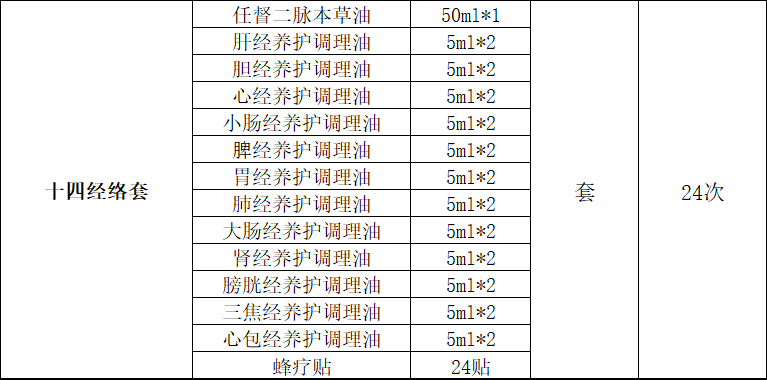 任督二脉本草油 50ml*1
肝经养护调理油 5ml*2
胆经养护调理油 5ml*2
心经养护调理油 5ml*2
小肠经养护调理油 5ml*2
脾经养护调理油 5ml*2
胃经养护调理油 5ml*2
十四经络套 肺经养护调理油 5ml*2 套 24次
大肠经养护调理油 5ml*2
肾经养护调理油 5ml*2
膀胱经养护调理油 5ml*2
三焦经养护调理油 5ml*2
心包经养护调理油 5ml*2
蜂疗贴 24贴